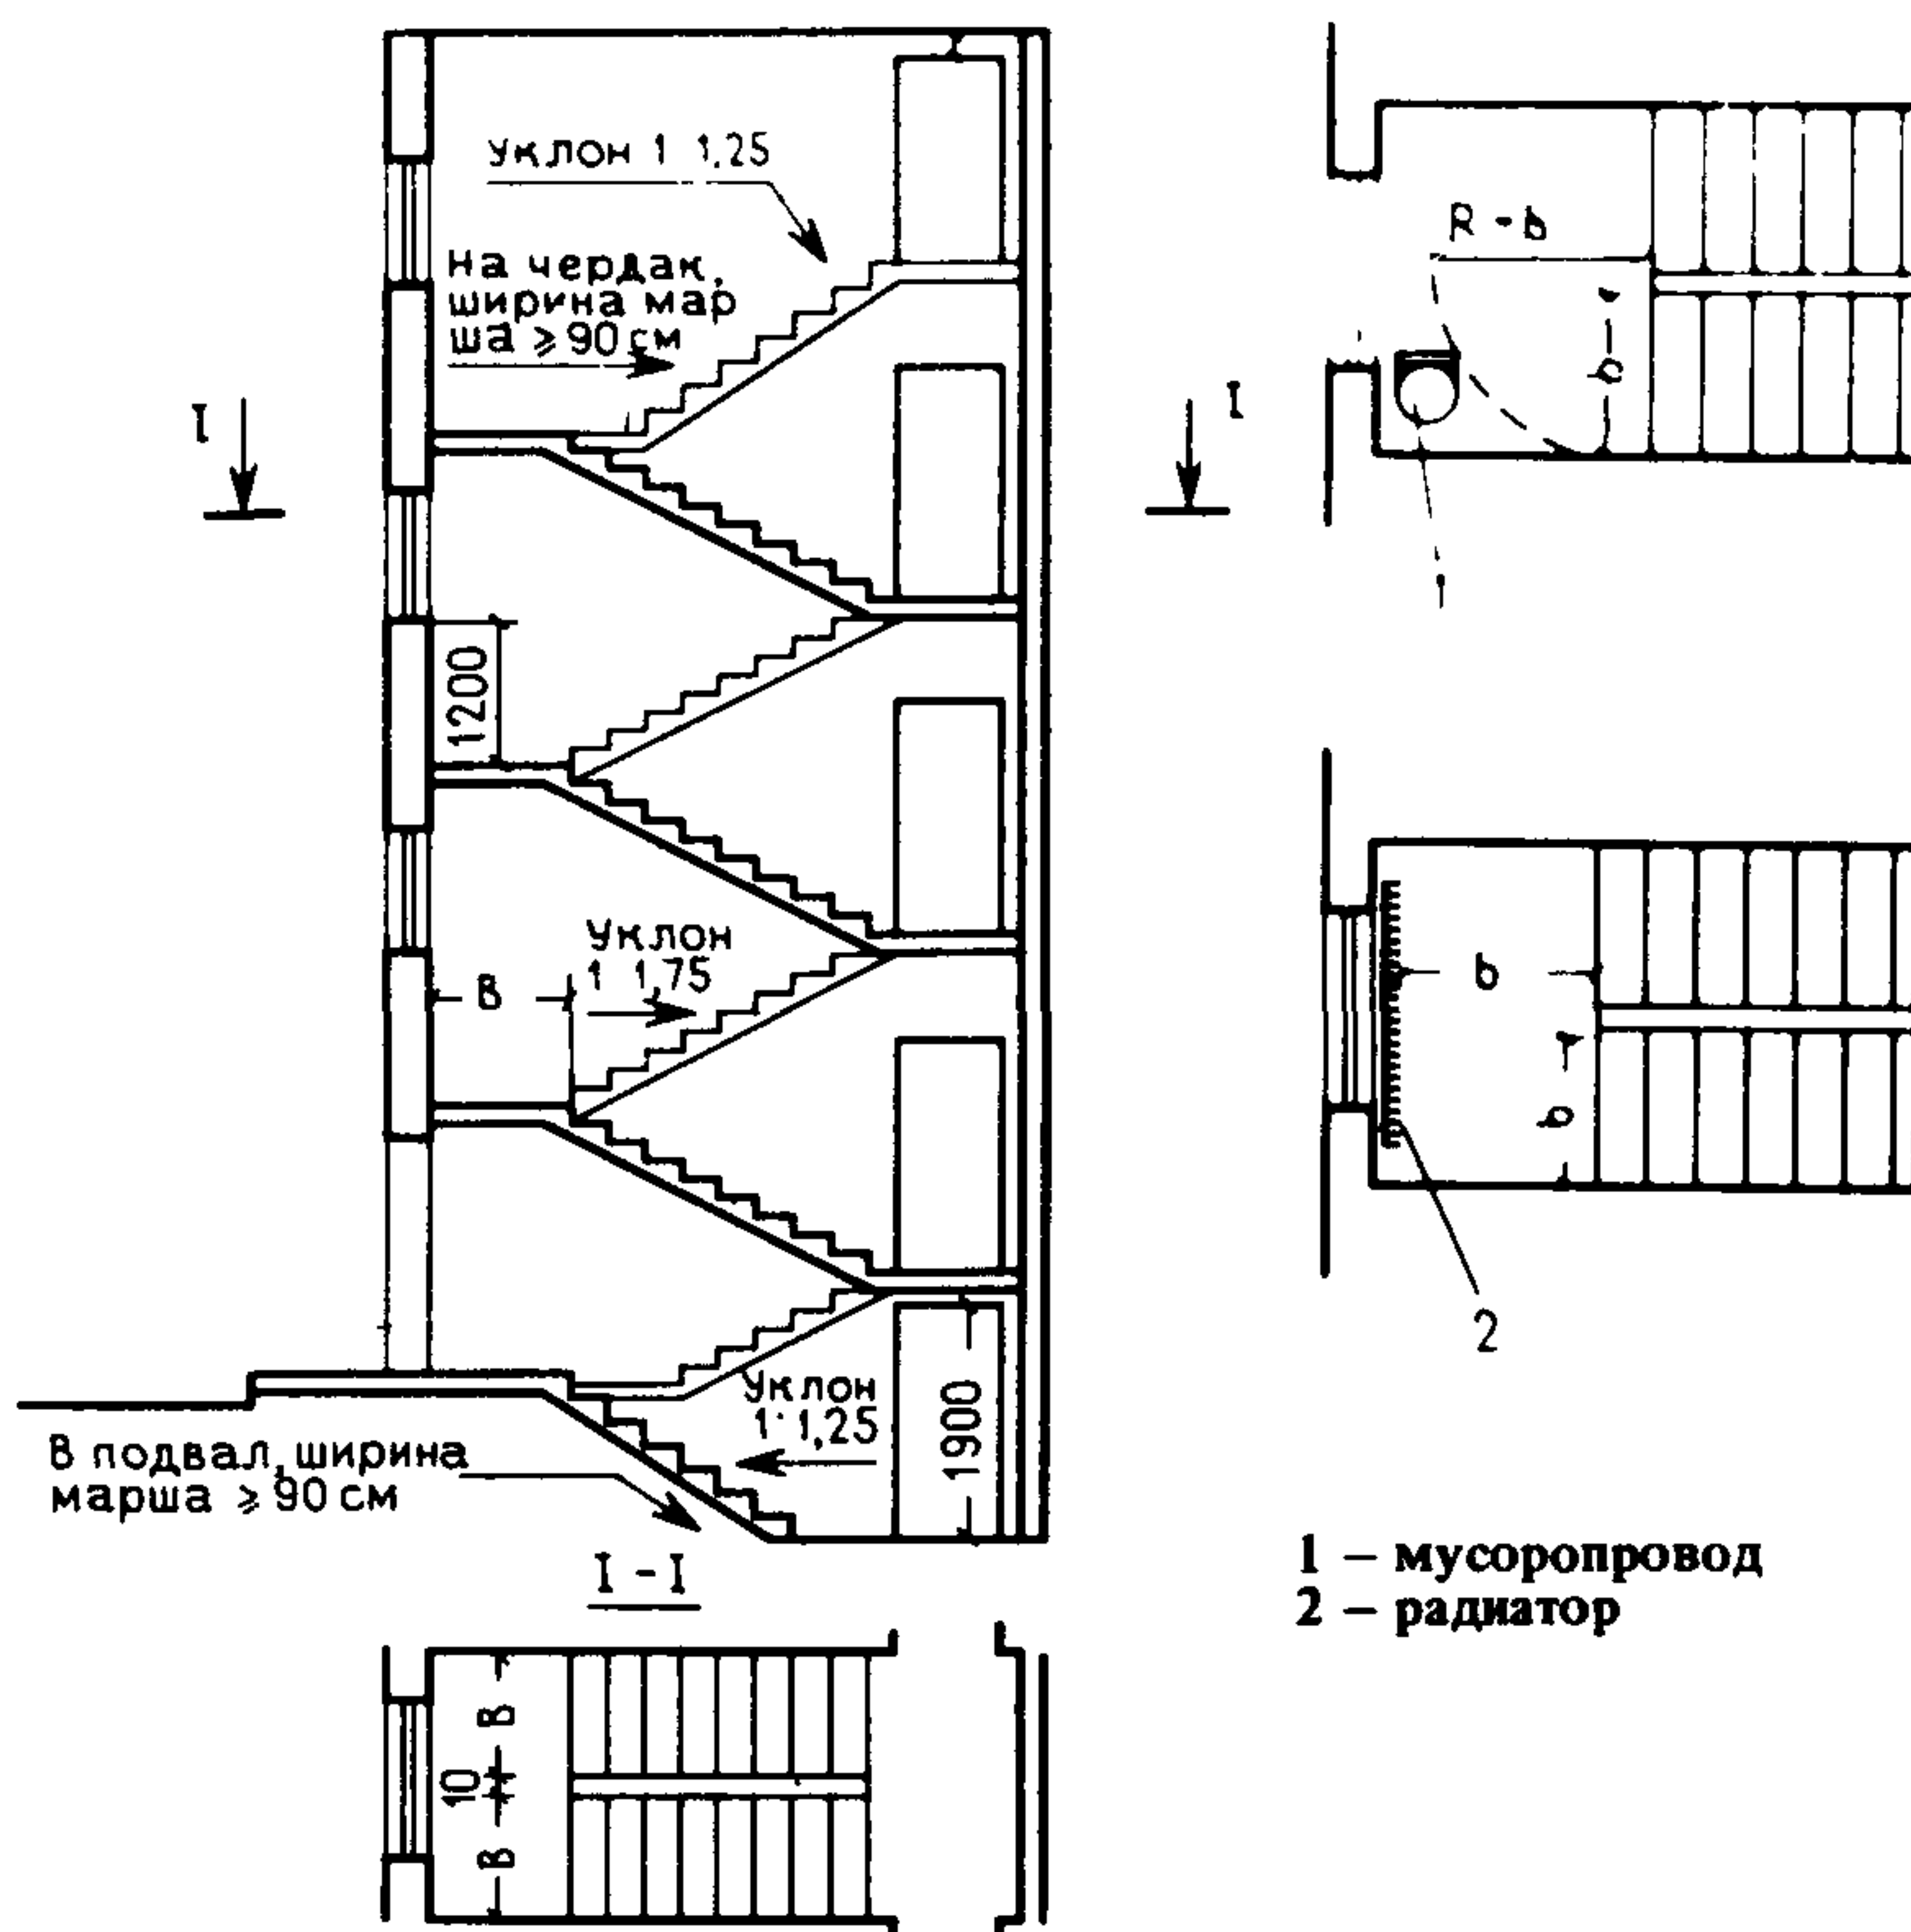 Уклон 1 1,25
На чердак,
ширина мар
ша ≥ 90 см
I
I
1200
Уклон
1 1,75
В
Уклон
1:1,25
1900
В подвал, ширина
марша ≥ 90 см
I - I
В
10
В
R - b
b
1
b
b
2
1 – мусоропровод
2 – радиатор